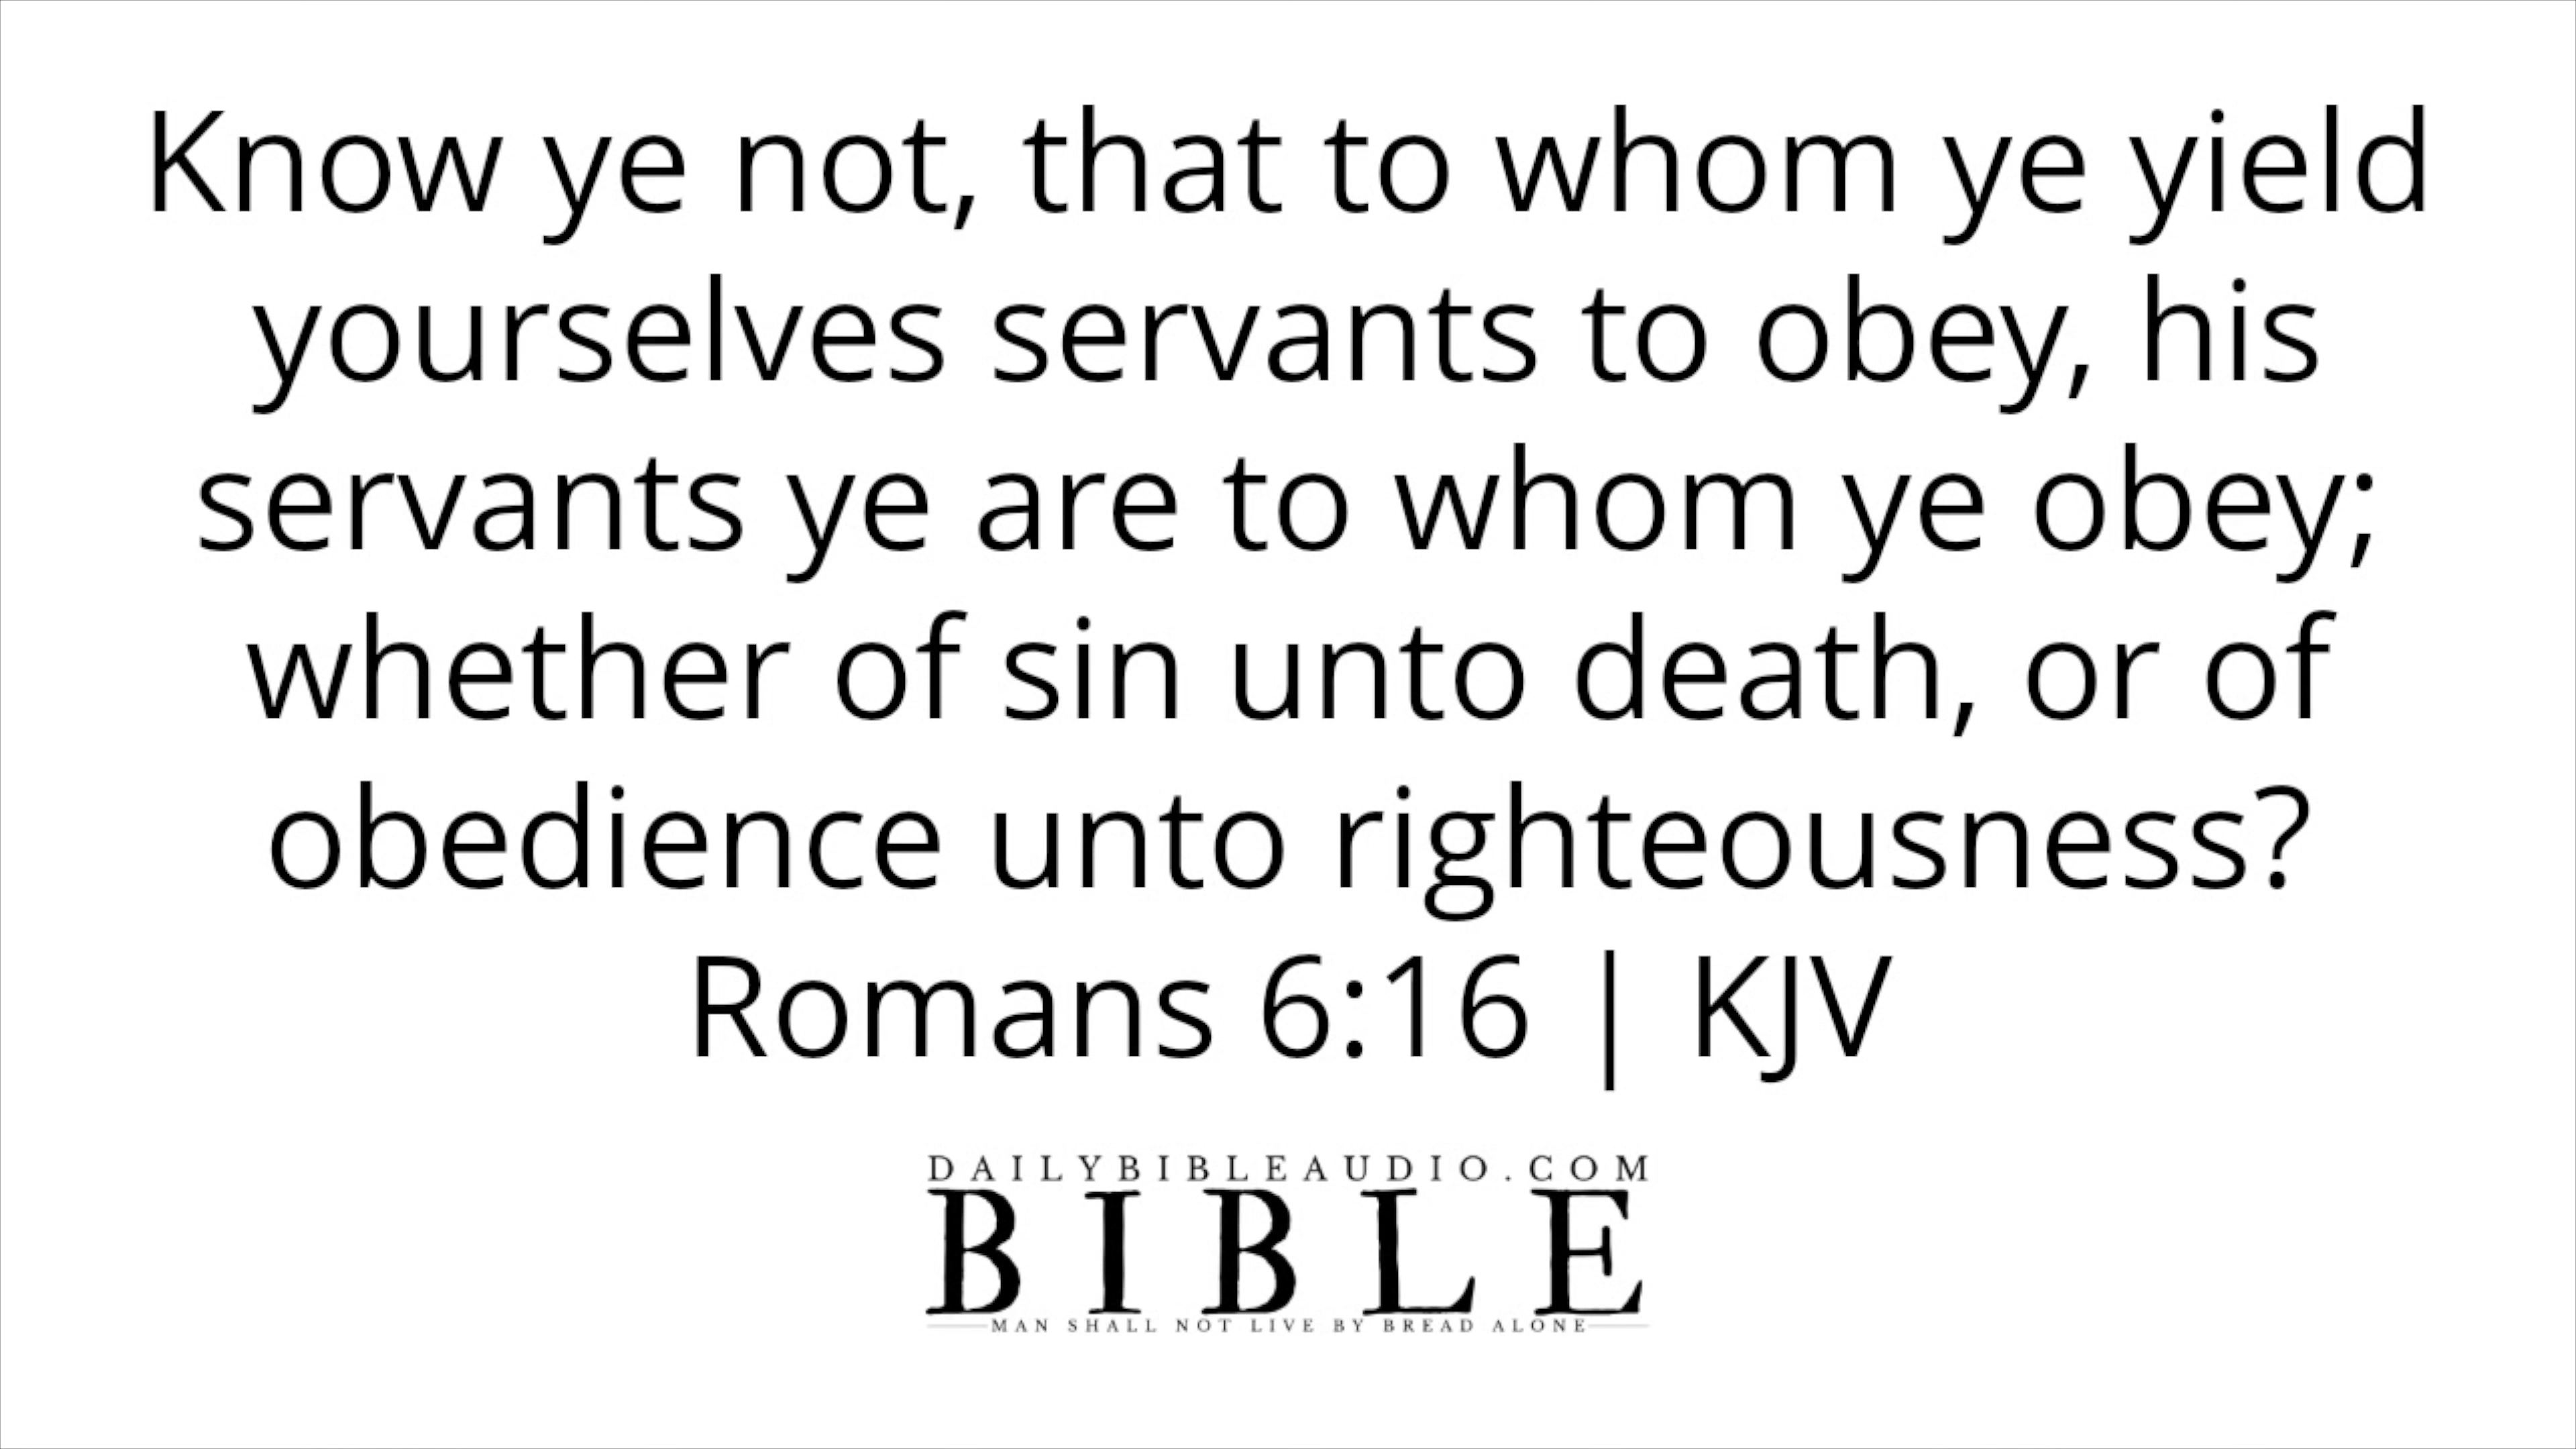 Know ye not, that to whom ye yield
yourselves servants to obey, his
servants ye are to whom ye obey;
whether of sin unto death, or of
obedience unto righteousness?
Romans 6:16 | KJV
DAILYBIBLEAUDIO.COM
BIBLE
MAN SHALL NOT LIVE BY BREAD ALONE